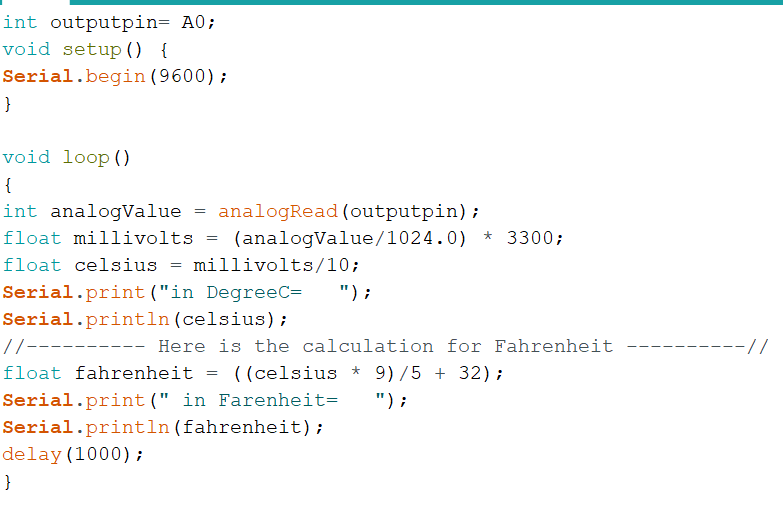 int outputpin= A0;
void setup() {
Serial.begin(9600);
}
void loop()
{
int analogValue = analogRead(outputpin);
float millivolts = (analogValue/1024.0) * 3300;
float celsius = millivolts/10;
Serial.print("in DegreeC=   ");
Serial.println(celsius);
//---------- Here is the calculation for Fahrenheit ----------//
float fahrenheit = ((celsius * 9)/5 + 32);
Serial.print(" in Farenheit=   ");
Serial.println(fahrenheit);
delay(1000);
}